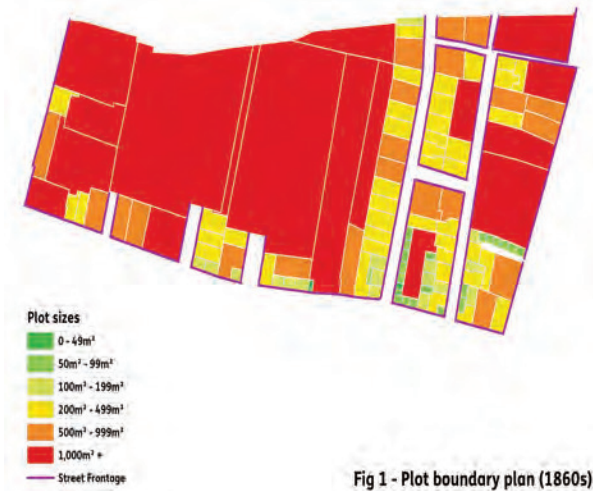 Plot sizes
0 - 49m²
50m² - 99m²
100m² - 199m²
200m² - 499m²
500m² - 999m²
1,000m² +
Street Frontage
Fig 1 - Plot boundary plan (1860s)